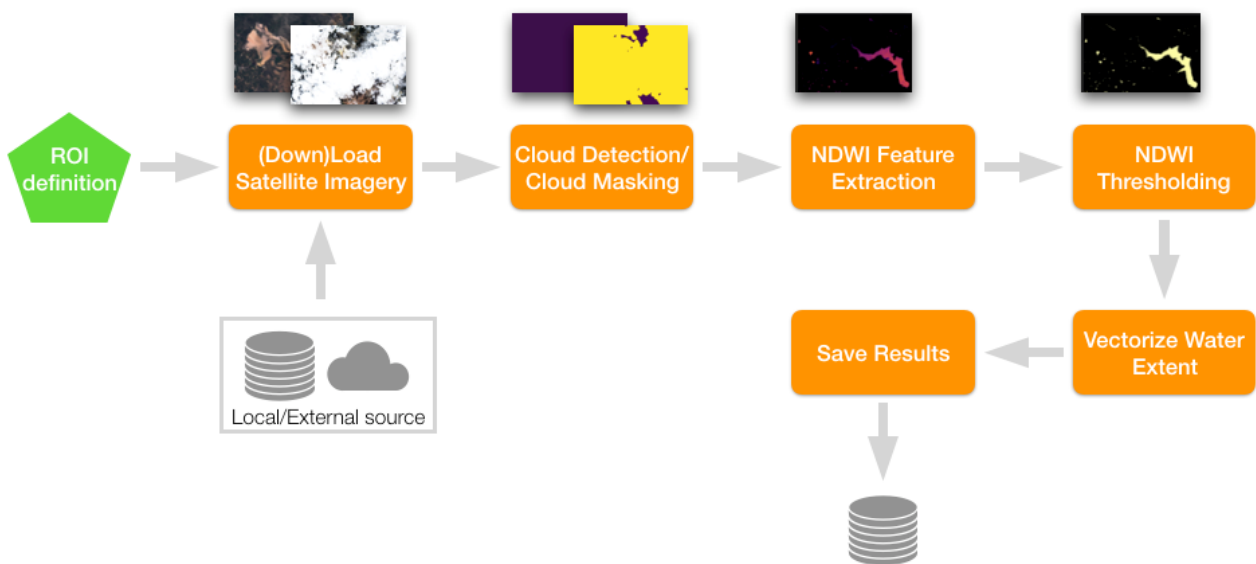 ROI
definition
(Down)Load
Satellite Imagery
Cloud Detection/
Cloud Masking
NDWI Feature
Extraction
NDWI
Thresholding
Local/External source
Save Results
Vectorize Water
Extent